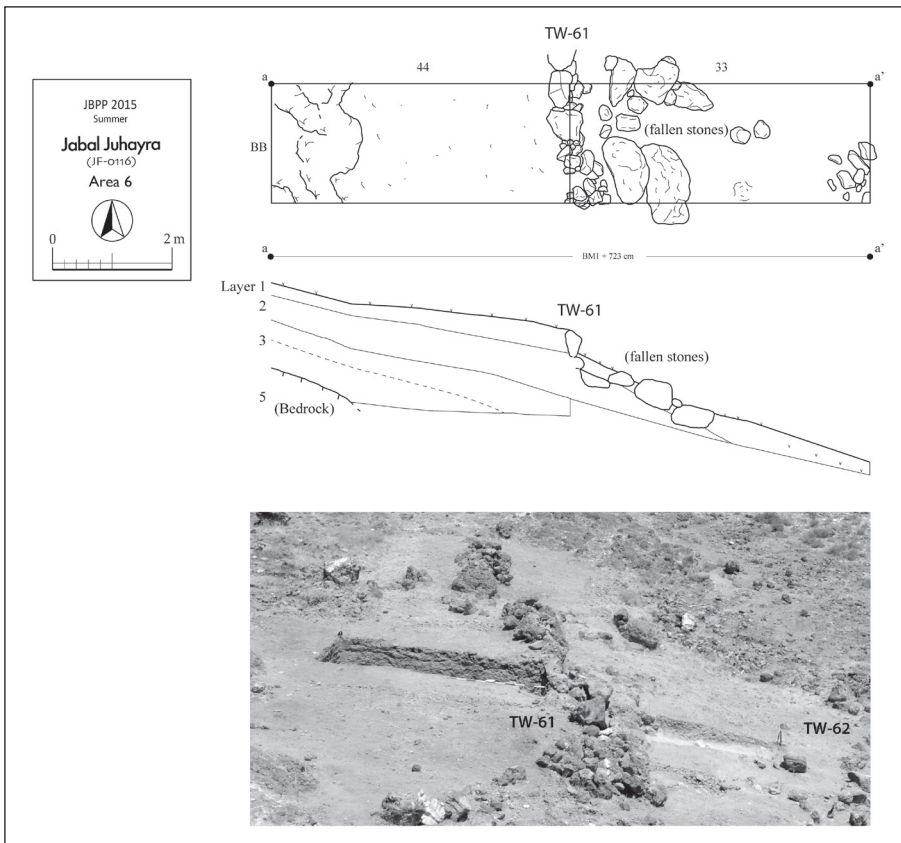 JBPP 2015
Summer
Jabal Juhayra
(JF-0116)
Area 6
0 2 m
TW-61
a 44 33 a'
BB
(fallen stones)
a BM1 + 723 cm a'
Layer 1
2
3
5 (Bedrock)
TW-61
(fallen stones)
TW-61
TW-62